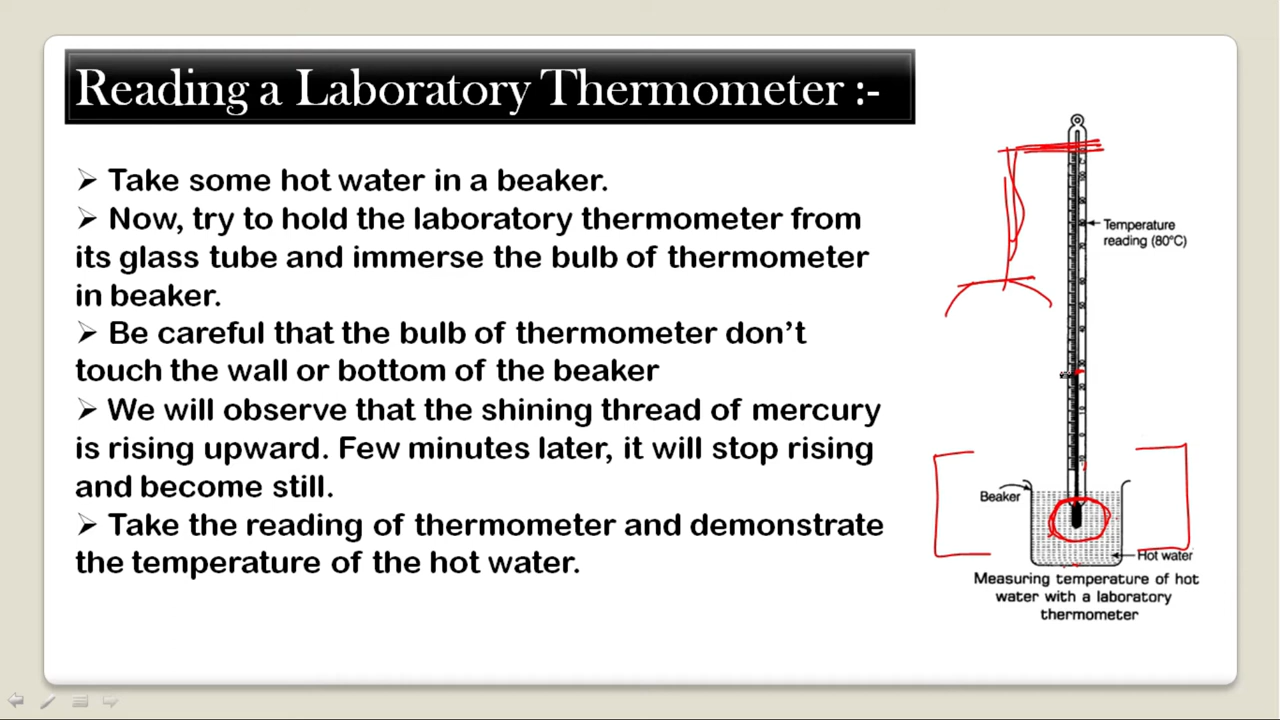 Reading a Laboratory Thermometer :-
➢ Take some hot water in a beaker.
➢ Now, try to hold the laboratory thermometer from
its glass tube and immerse the bulb of thermometer
in beaker.
➢ Be careful that the bulb of thermometer don’t
touch the wall or bottom of the beaker
➢ We will observe that the shining thread of mercury
is rising upward. Few minutes later, it will stop rising
and become still.
➢ Take the reading of thermometer and demonstrate
the temperature of the hot water.
Temperature
reading (80°C)
Beaker
Hot water
Measuring temperature of hot
water with a laboratory
thermometer